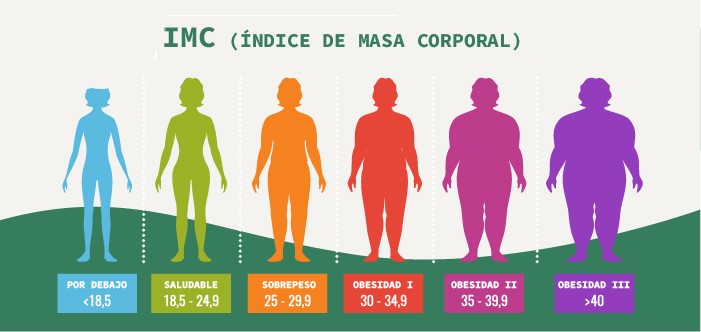 IMC (ÍNDICE DE MASA CORPORAL)
POR DEBAJO
<18,5
SALUDABLE
18,5 - 24,9
SOBREPESO
25 - 29,9
OBESIDAD I
30 - 34,9
OBESIDAD II
35 - 39,9
OBESIDAD III
>40